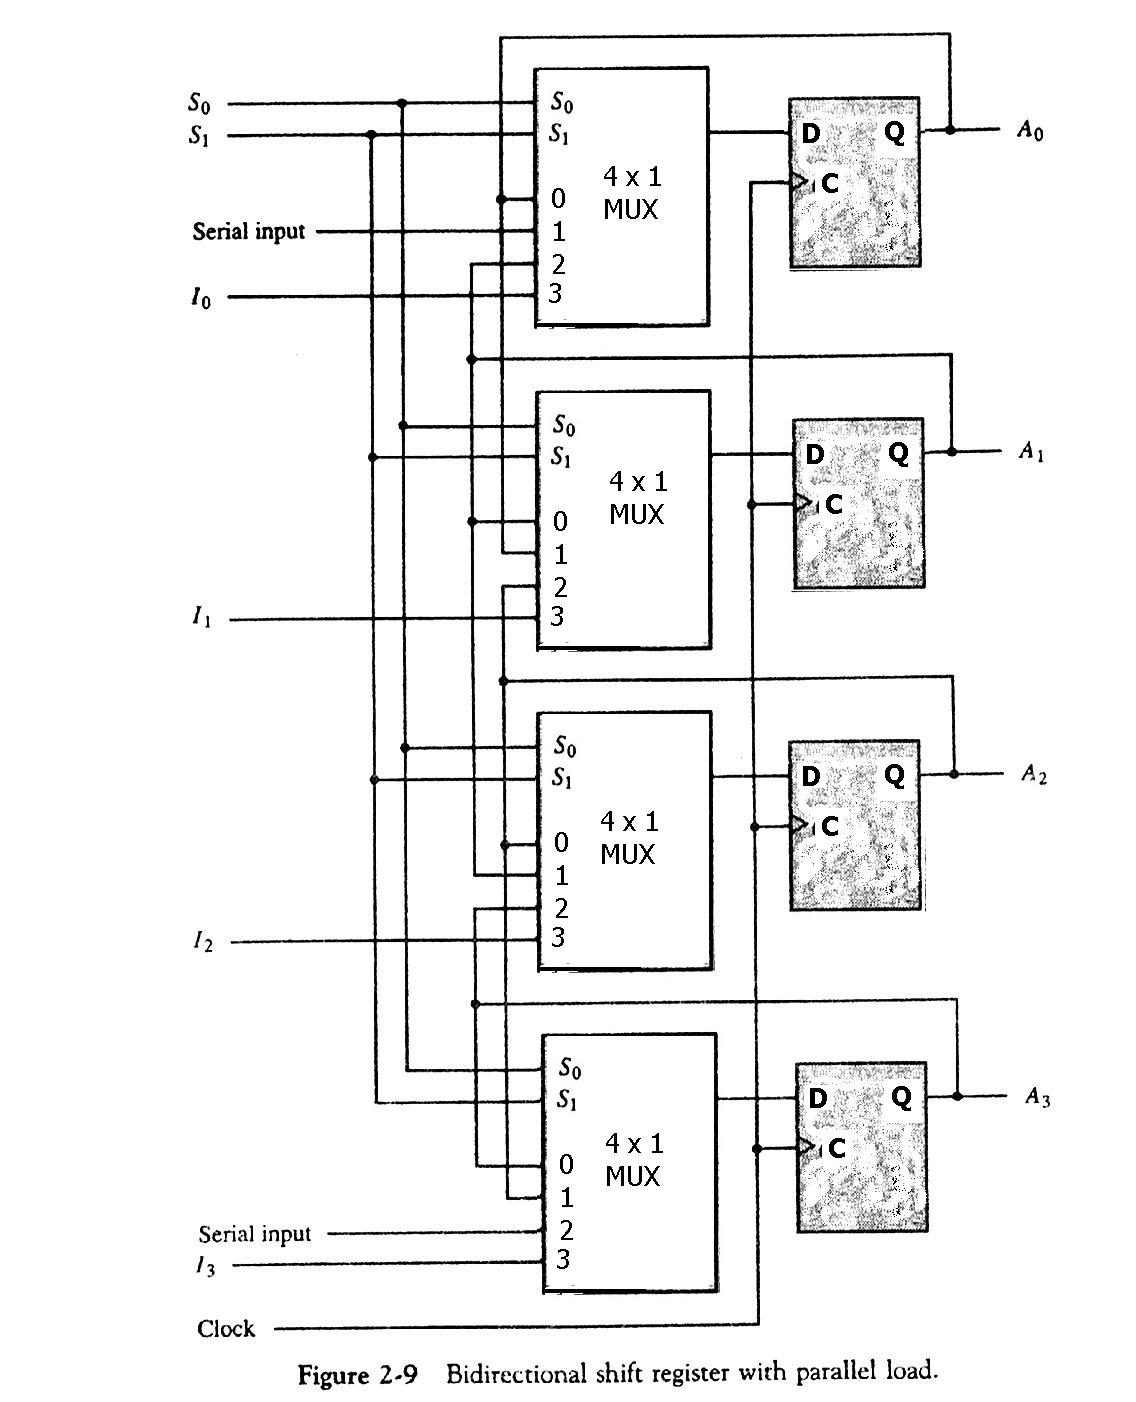 S0
S1
Serial input
I0
S0
S1
0
1
2
3
4 x 1
MUX
D Q
C
A0
S0
S1
0
1
2
3
4 x 1
MUX
D Q
C
A1
I1
S0
S1
0
1
2
3
4 x 1
MUX
D Q
C
A2
I2
S0
S1
0
1
2
3
4 x 1
MUX
D Q
C
A3
Serial input
I3
Clock
Figure 2-9 Bidirectional shift register with parallel load.